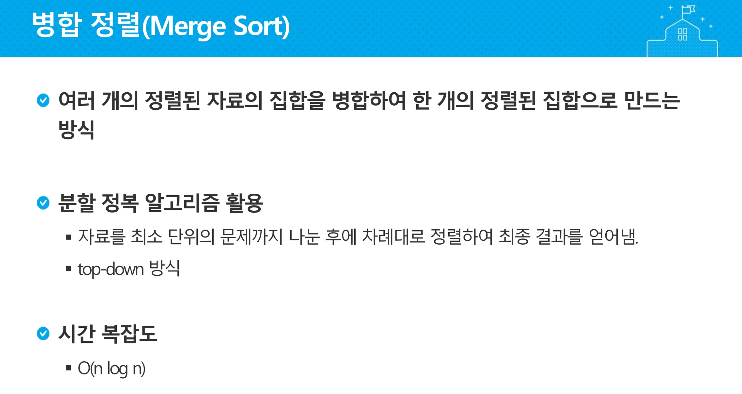 병합 정렬(Merge Sort)
여러 개의 정렬된 자료의 집합을 병합하여 한 개의 정렬된 집합으로 만드는
방식
분할 정복 알고리즘 활용
자료를 최소 단위의 문제까지 나눈 후에 차례대로 정렬하여 최종 결과를 얻어냄.
top-down 방식
시간 복잡도
O(n log n)